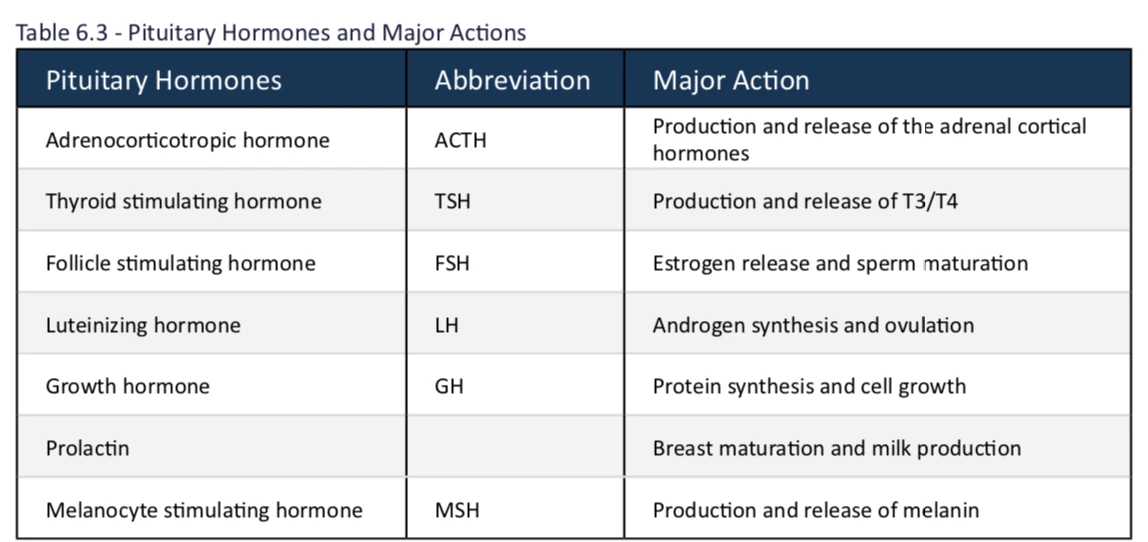 Table 6.3 - Pituitary Hormones and Major Actions
Pituitary Hormones Abbreviation Major Action
Adrenocorticotropic hormone ACTH Production and release of the adrenal cortical
hormones
Thyroid stimulating hormone TSH Production and release of T3/T4
Follicle stimulating hormone FSH Estrogen release and sperm maturation
Luteinizing hormone LH Androgen synthesis and ovulation
Growth hormone GH Protein synthesis and cell growth
Prolactin Breast maturation and milk production
Melanocyte stimulating hormone MSH Production and release of melanin